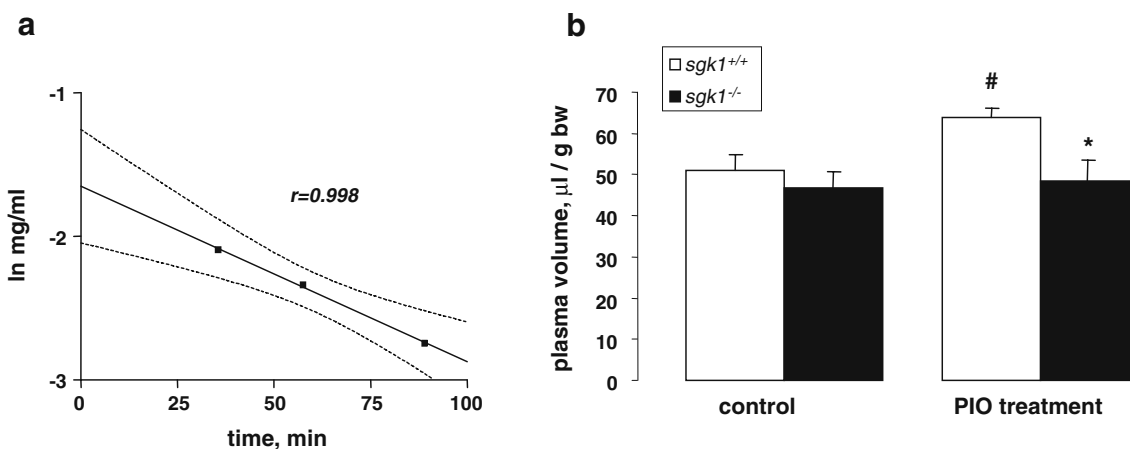 a
-1
-2
-3
0
25
50
75
100
ln mg/ml
time, min
r=0.998
b
sgk1+/+
sgk1-/-
70
60
50
40
30
20
10
0
plasma volume, µl / g bw
#
*
control
PIO treatment